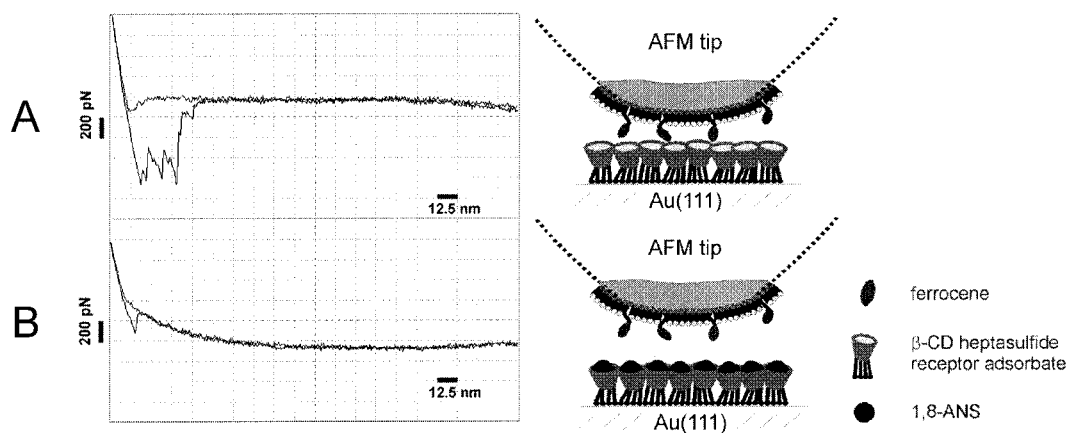 A
200 pN
12.5 nm
AFM tip
Au(111)
B
200 pN
12.5 nm
AFM tip
Au(111)
ferrocene
β-CD heptasulfide
receptor adsorbate
1,8-ANS